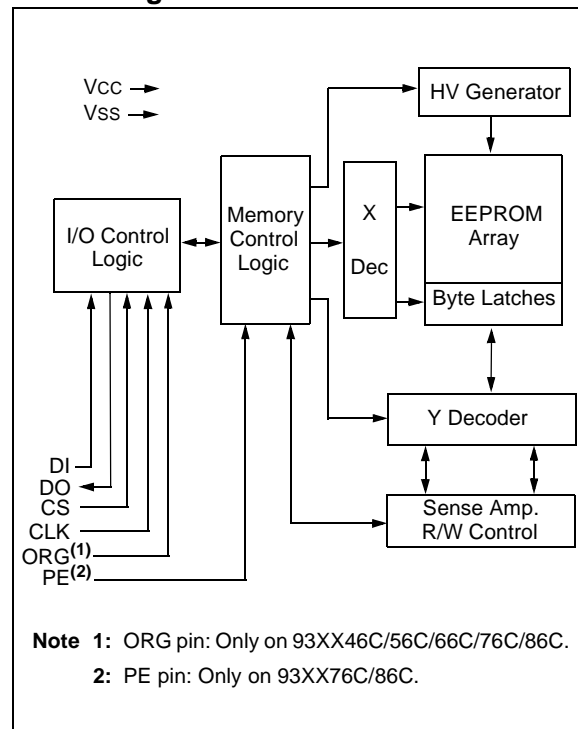 VCC
VSS
HV Generator
I/O Control
Logic
Memory
Control
Logic
X
Dec
EEPROM
Array
Byte Latches
Y Decoder
Sense Amp.
R/W Control
DI
DO
CS
CLK
ORG(1)
PE(2)
Note 1: ORG pin: Only on 93XX46C/56C/66C/76C/86C.
2: PE pin: Only on 93XX76C/86C.